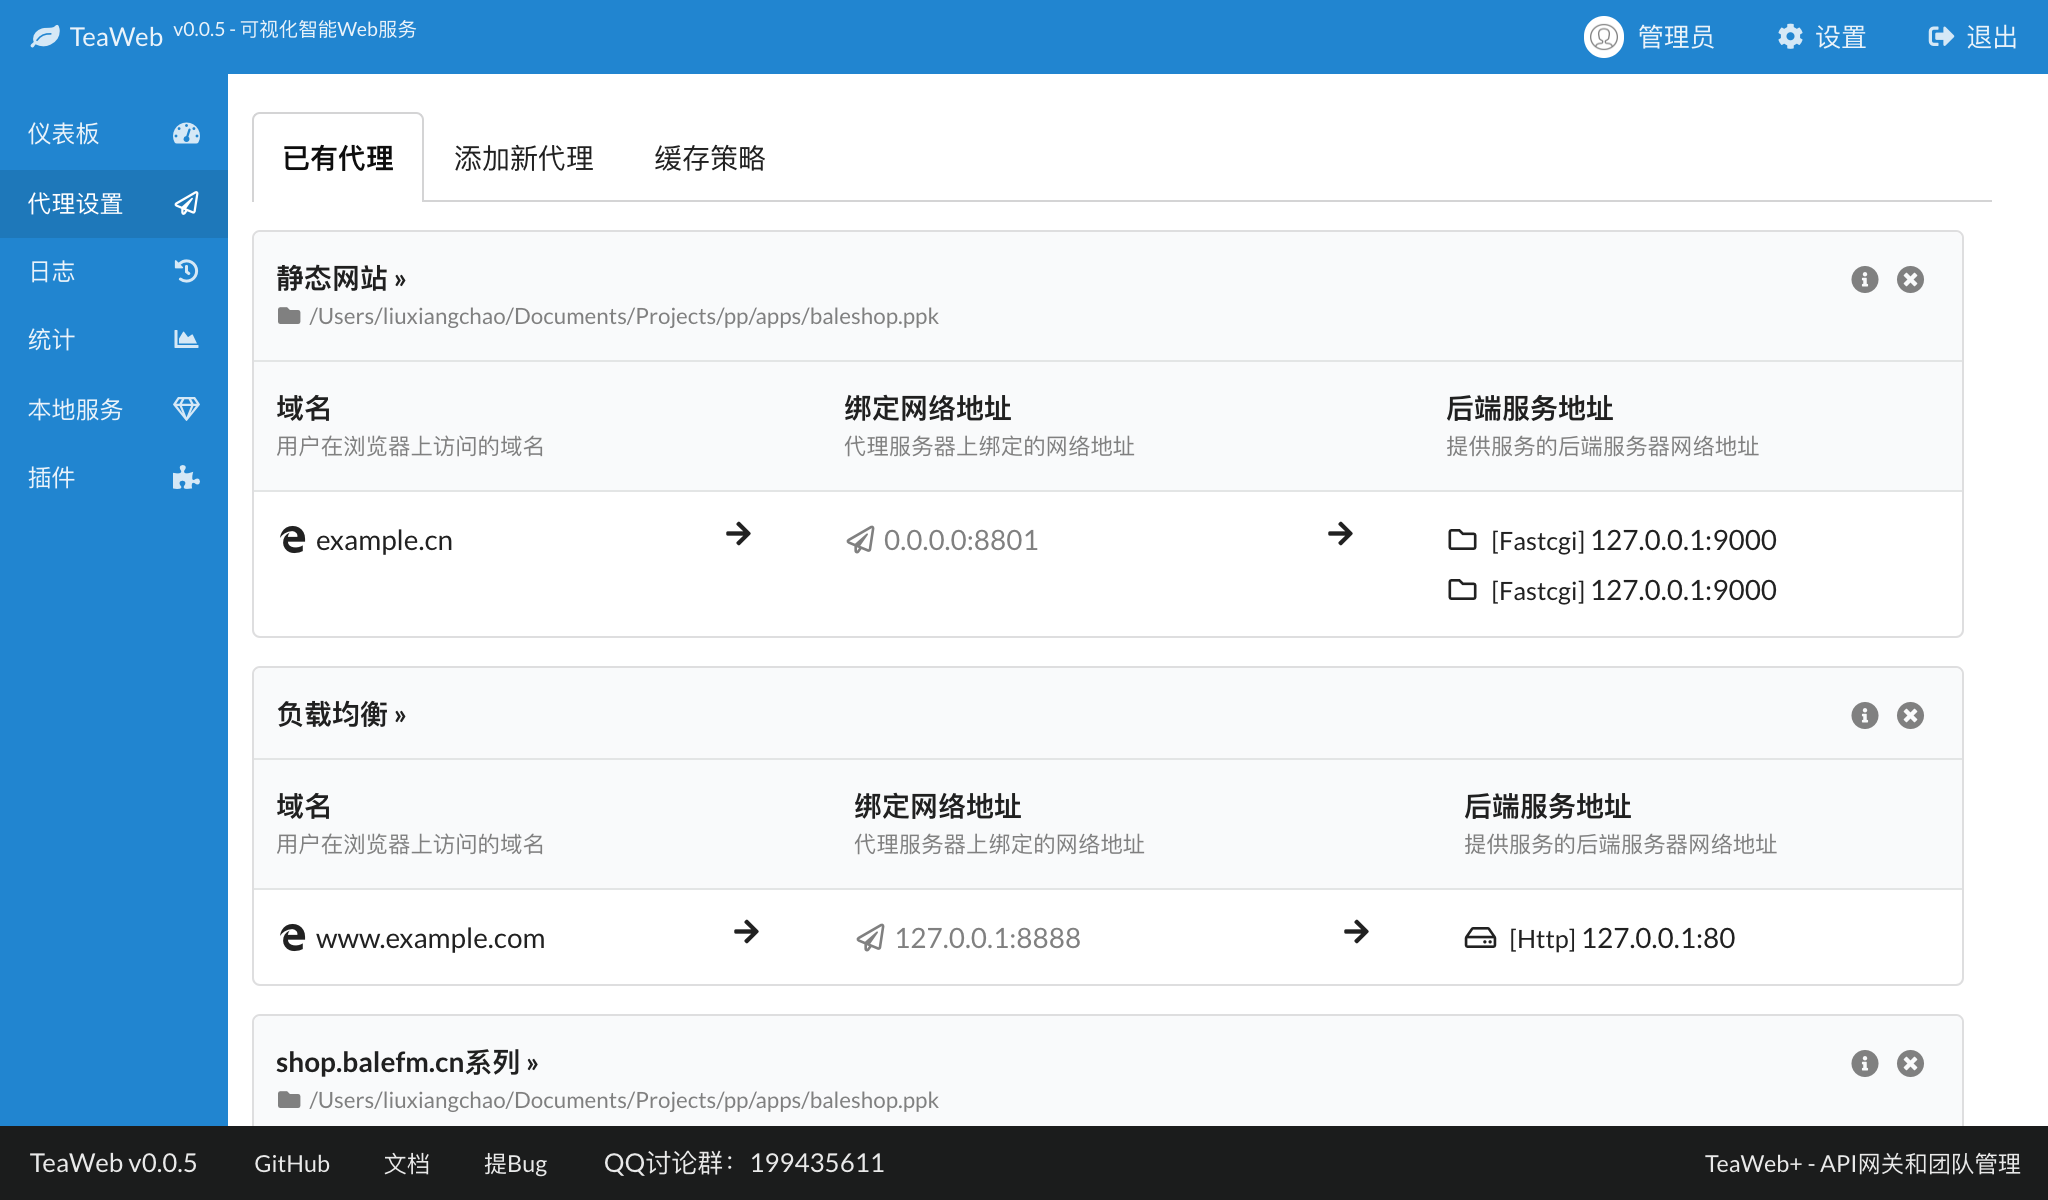 TeaWeb v0.0.5 - 可视化智能Web服务
管理员 设置 退出
仪表板
代理设置
日志
统计
本地服务
插件
已有代理 添加新代理 缓存策略
静态网站 »
/Users/liuxiangchao/Documents/Projects/pp/apps/baleshop.ppk
域名 绑定网络地址 后端服务地址
用户在浏览器上访问的域名 代理服务器上绑定的网络地址 提供服务的后端服务器网络地址
example.cn 0.0.0.0:8801 [Fastcgi] 127.0.0.1:9000
[Fastcgi] 127.0.0.1:9000
负载均衡 »
域名 绑定网络地址 后端服务地址
用户在浏览器上访问的域名 代理服务器上绑定的网络地址 提供服务的后端服务器网络地址
www.example.com 127.0.0.1:8888 [Http] 127.0.0.1:80
shop.balefm.cn系列 »
/Users/liuxiangchao/Documents/Projects/pp/apps/baleshop.ppk
TeaWeb v0.0.5 GitHub 文档 提Bug QQ讨论群：199435611 TeaWeb+ - API网关和团队管理